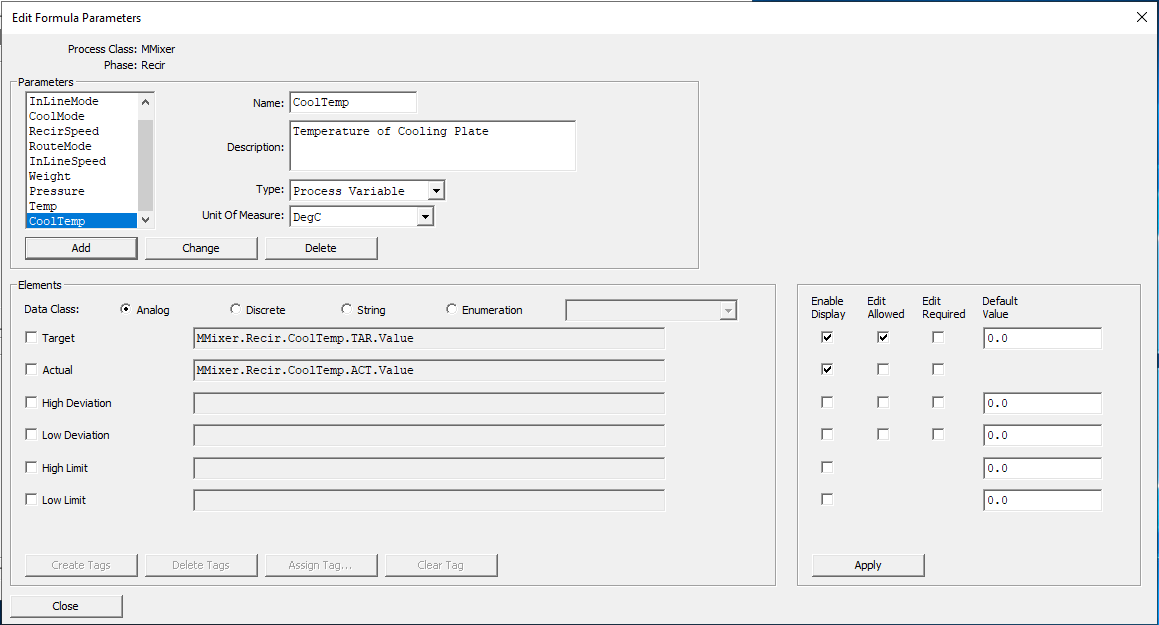 Edit Formula Parameters
Process Class: MMixer
Phase: Recir
Parameters
InLineMode
CoolMode
RecirSpeed
RouteMode
InLineSpeed
Weight
Pressure
Temp
CoolTemp
Name: CoolTemp
Description: Temperature of Cooling Plate
Type: Process Variable
Unit Of Measure: DegC
Add Change Delete
Elements
Data Class: Analog Discrete String Enumeration
Enable Display Edit Allowed Edit Required Default Value
Target MMixer.Recir.CoolTemp.TAR.Value 0.0
Actual MMixer.Recir.CoolTemp.ACT.Value
High Deviation 0.0
Low Deviation 0.0
High Limit 0.0
Low Limit 0.0
Create Tags Delete Tags Assign Tag... Clear Tag Apply
Close